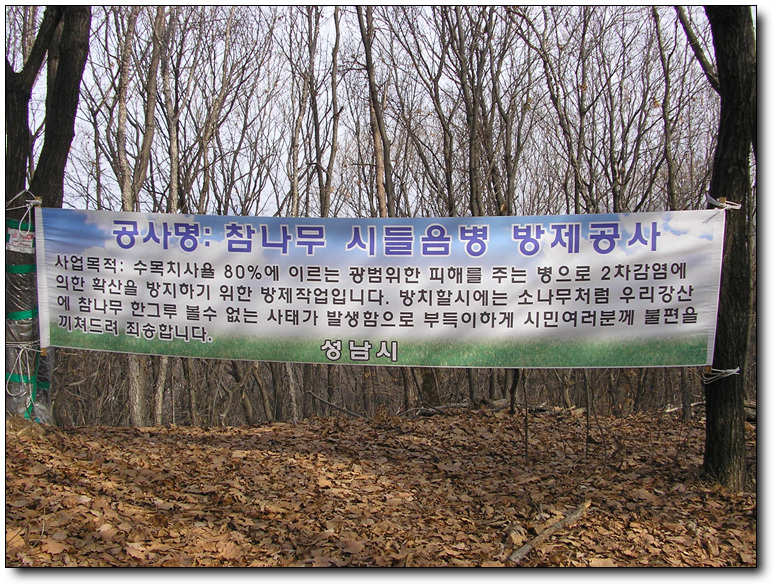 공사명: 참나무 시들음병 방제공사
사업목적: 수목치사율 80%에 이르는 광범위한 피해를 주는 병으로 2차감염에
의한 확산을 방지하기 위한 방제작업입니다. 방치할시에는 소나무처럼 우리강산
에 참나무 한그루 볼수 없는 사태가 발생함으로 부득이하게 시민여러분께 불편을
끼쳐드려 죄송합니다.
성남시